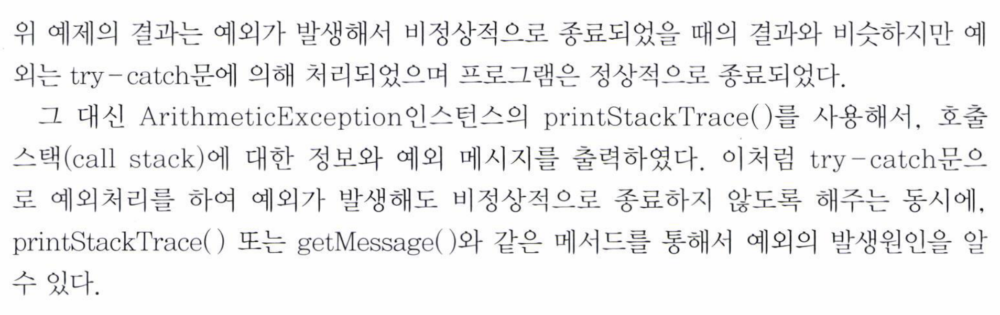 위 예제의 결과는 예외가 발생해서 비정상적으로 종료되었을 때의 결과와 비슷하지만 예
외는 try-catch문에 의해 처리되었으며 프로그램은 정상적으로 종료되었다.
그 대신 ArithmeticException인스턴스의 printStackTrace()를 사용해서, 호출
스택(call stack)에 대한 정보와 예외 메시지를 출력하였다. 이처럼 try-catch문으
로 예외처리를 하여 예외가 발생해도 비정상적으로 종료하지 않도록 해주는 동시에,
printStackTrace() 또는 getMessage()와 같은 메서드를 통해서 예외의 발생원인을 알
수 있다.